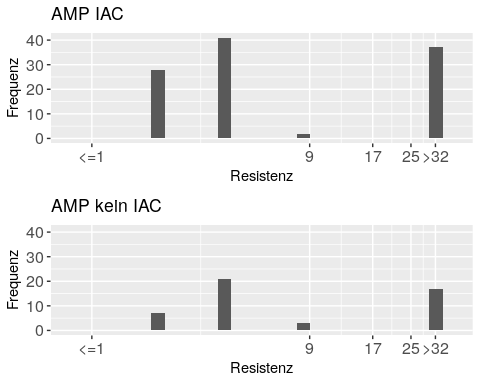 AMP IAC
Frequenz
40
30
20
10
0
<=1 9 17 25 >32
Resistenz
AMP kein IAC
Frequenz
40
30
20
10
0
<=1 9 17 25 >32
Resistenz